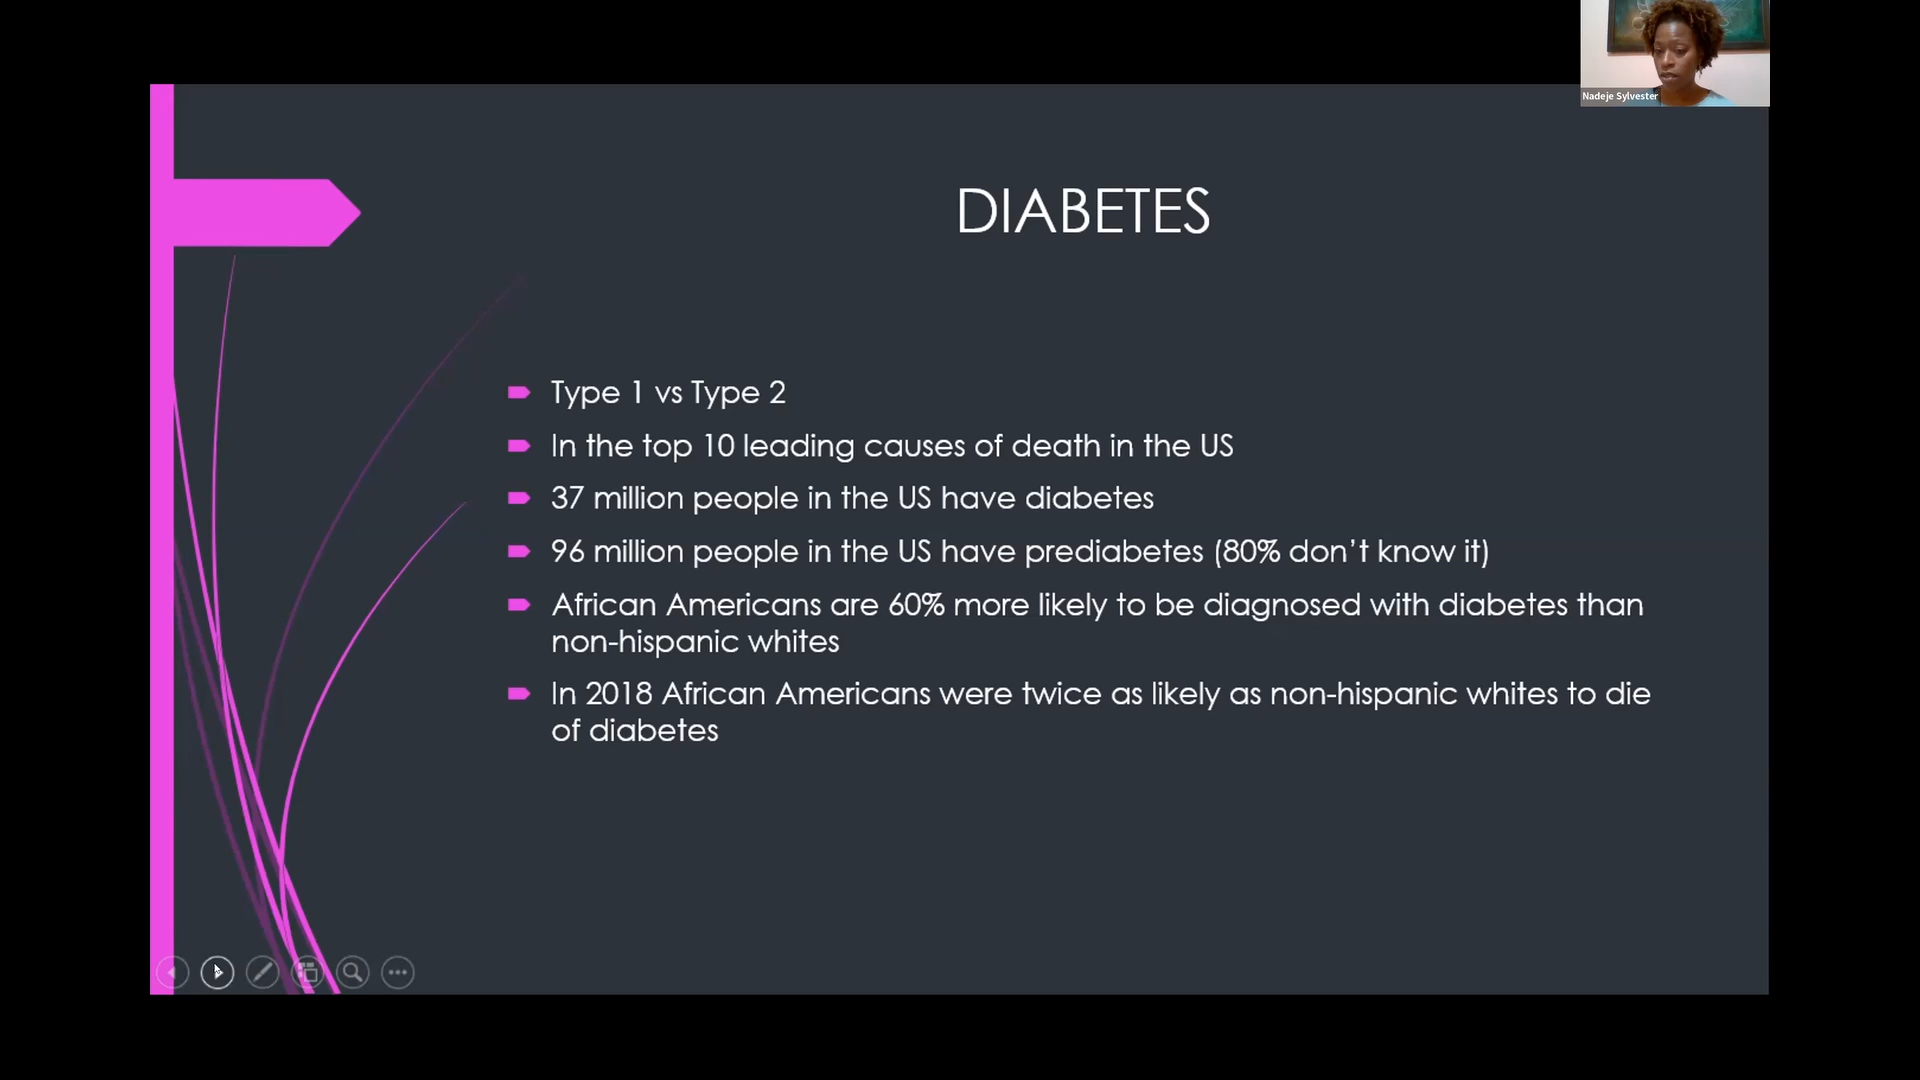 Nadeje Sylvester
DIABETES
Type 1 vs Type 2
In the top 10 leading causes of death in the US
37 million people in the US have diabetes
96 million people in the US have prediabetes (80% don’t know it)
African Americans are 60% more likely to be diagnosed with diabetes than
non-hispanic whites
In 2018 African Americans were twice as likely as non-hispanic whites to die
of diabetes